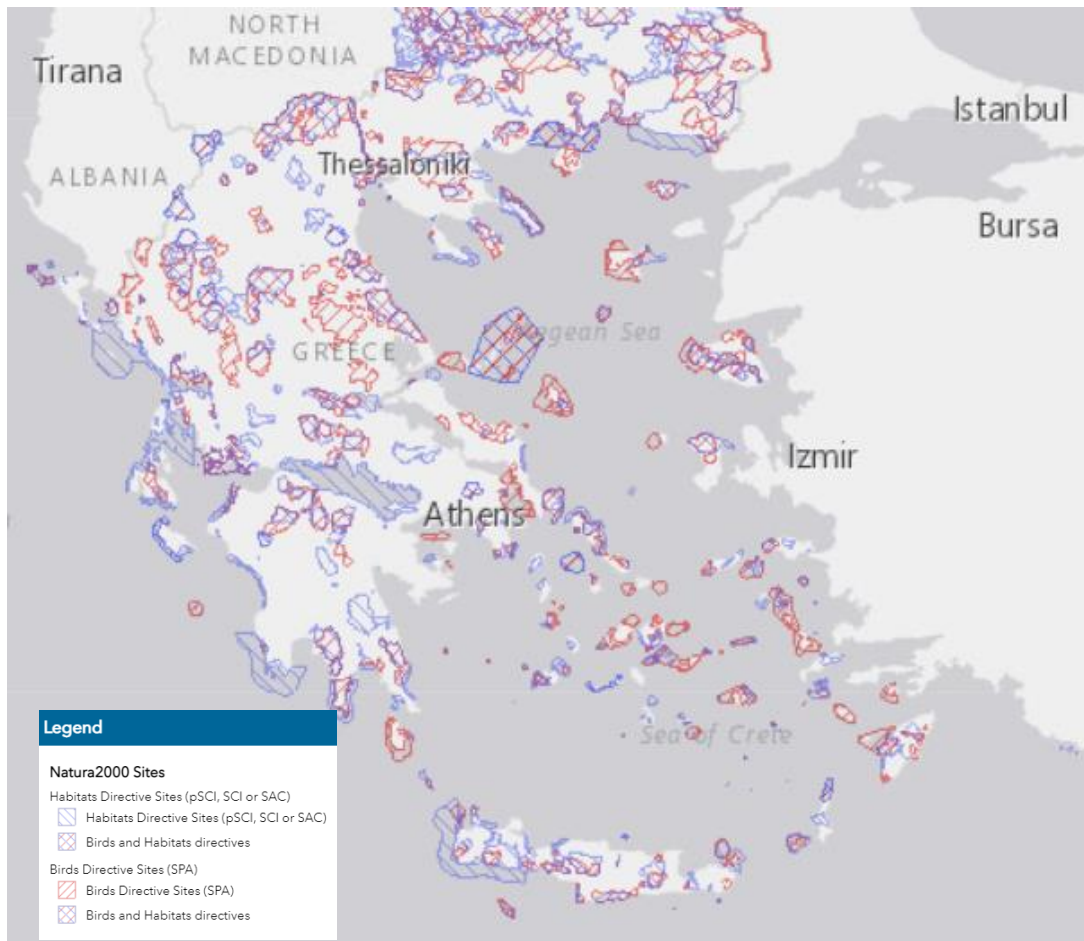 NORTH
MACEDONIA
Tirana
Istanbul
Thessaloniki
ALBANIA
Bursa
Aegean Sea
GREECE
Izmir
Athens
Sea of Crete
Legend
Natura2000 Sites
Habitats Directive Sites (pSCI, SCI or SAC)
Habitats Directive Sites (pSCI, SCI or SAC)
Birds and Habitats directives
Birds Directive Sites (SPA)
Birds Directive Sites (SPA)
Birds and Habitats directives